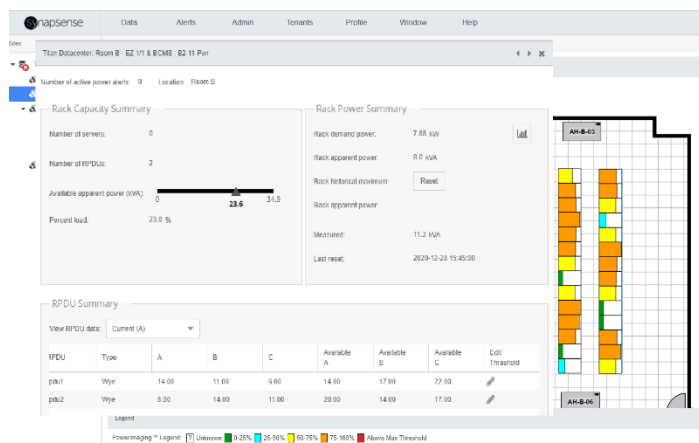 synapsense Data Alerts Admin Tenants Profile Window Help
Sites
Titan Datacenter: Room B - EZ 1/1 & BCMS : B2-11-Pwr
Number of active power alerts: 0 Location: Room B
Rack Capacity Summary
Number of servers: 0
Number of RPDUs: 2
Available apparent power (kVA): 0 23.6 34.9
Percent load: 23.0 %
Rack Power Summary
Rack demand power: 7.88 kW
Rack apparent power: 8.0 kVA
Rack historical maximum: Reset
Rack apparent power
Measured: 11.3 kVA
Last reset: 2020-12-28 15:45:00
AH-B-03
RPDU Summary
View RPDU data: Current (A)
RPDU Type A B C Available A Available B Available C Edit Threshold
pdu1 Wye 14.00 11.00 6.00 14.00 17.00 22.00
pdu2 Wye 8.00 14.00 11.00 20.00 14.00 17.00
AH-B-06
Legend
PowerImaging ™ Legend: ? Unknown 0-25% 25-50% 50-75% 75-100% Above Max Threshold